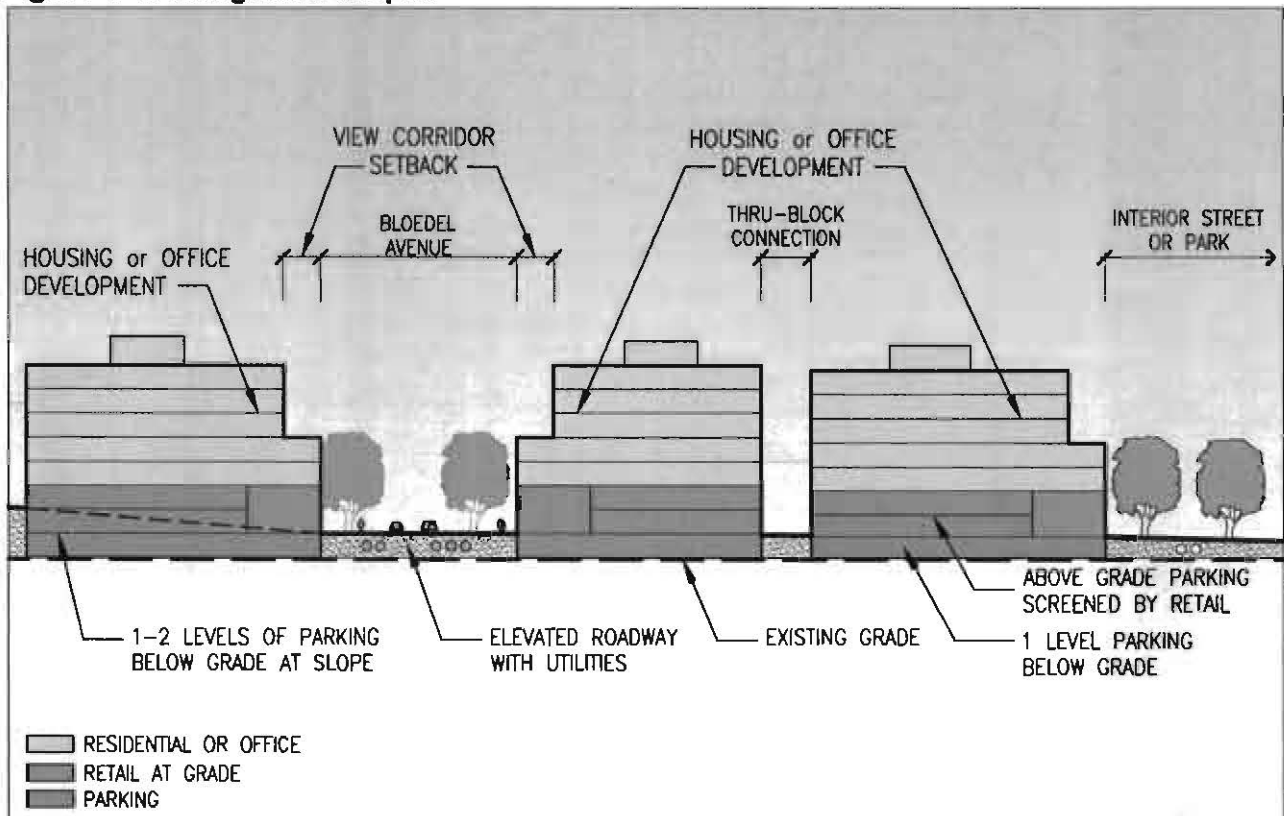 VIEW CORRIDOR
SETBACK
HOUSING or OFFICE
DEVELOPMENT
BLOEDEL
AVENUE
THRU-BLOCK
CONNECTION
INTERIOR STREET
OR PARK
HOUSING or OFFICE
DEVELOPMENT
ABOVE GRADE PARKING
SCREENED BY RETAIL
1-2 LEVELS OF PARKING
BELOW GRADE AT SLOPE
ELEVATED ROADWAY
WITH UTILITIES
EXISTING GRADE
1 LEVEL PARKING
BELOW GRADE
RESIDENTIAL OR OFFICE
RETAIL AT GRADE
PARKING